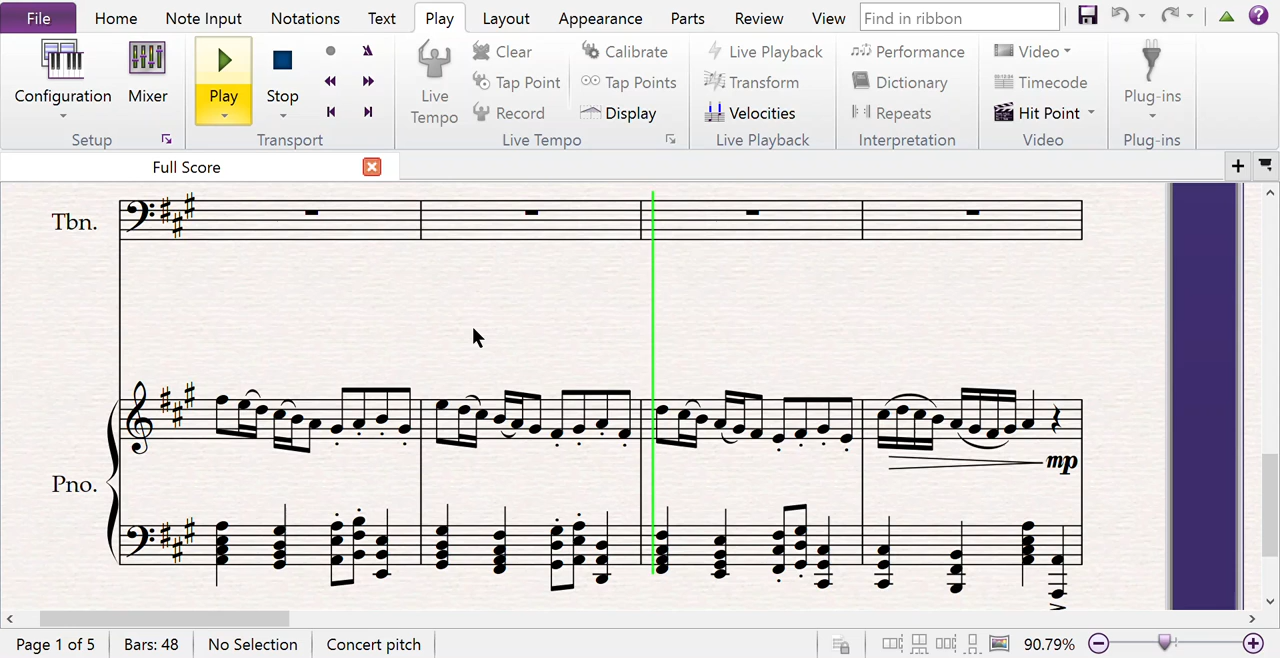 File Home Note Input Notations Text Play Layout Appearance Parts Review View Find in ribbon
Configuration Mixer Play Stop Live Tempo Clear Tap Point Record Calibrate Tap Points Display Live Playback Transform Velocities Performance Dictionary Repeats Video Timecode Hit Point Plug-ins
Setup Transport Live Tempo Live Playback Interpretation Video Plug-ins
Full Score
Tbn.
Pno.
mp
Page 1 of 5 Bars: 48 No Selection Concert pitch 90.79%